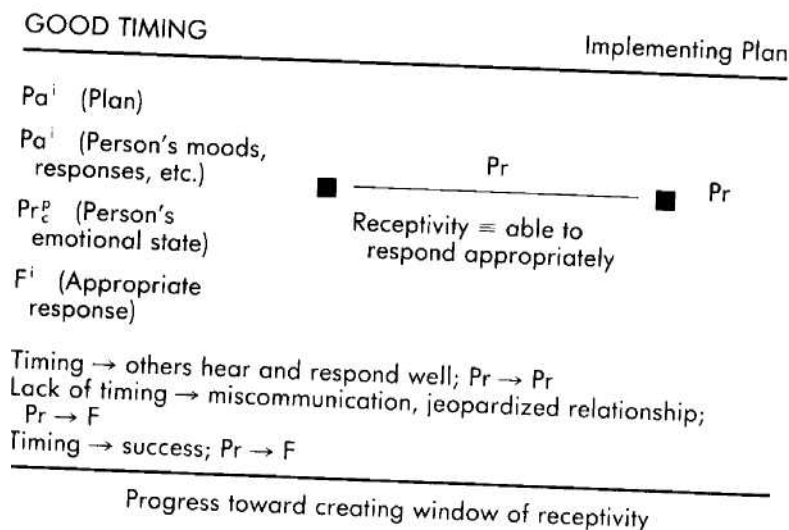 GOOD TIMING
Implementing Plan
Paⁱ (Plan)
Paⁱ (Person's moods,
responses, etc.)
Prᵖ꜀ (Person's
emotional state)
Fⁱ (Appropriate
response)
Pr
Pr
Receptivity ≡ able to
respond appropriately
Timing → others hear and respond well; Pr → Pr
Lack of timing → miscommunication, jeopardized relationship;
Pr → F
Timing → success; Pr → F
Progress toward creating window of receptivity